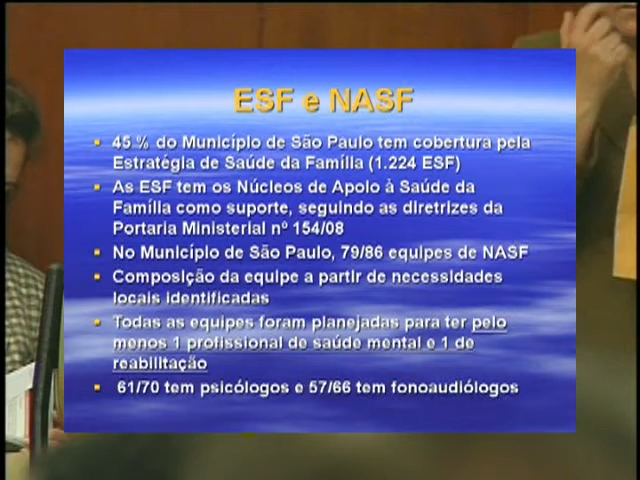 ESF e NASF
45 % do Município de São Paulo tem cobertura pela
Estratégia de Saúde da Família (1.224 ESF)
As ESF tem os Núcleos de Apoio à Saúde da
Família como suporte, seguindo as diretrizes da
Portaria Ministerial nº 154/08
No Município de São Paulo, 79/86 equipes de NASF
Composição da equipe a partir de necessidades
locais identificadas
Todas as equipes foram planejadas para ter pelo
menos 1 profissional de saúde mental e 1 de
reabilitação
61/70 tem psicólogos e 57/66 tem fonoaudiólogos